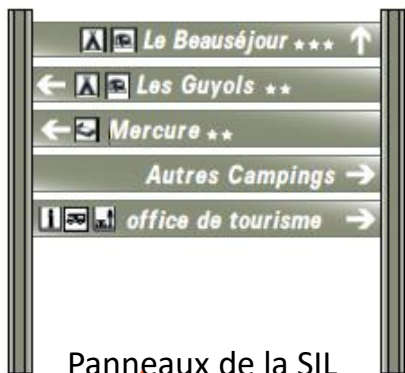 Le Beauséjour ★★★
Les Guyols ★★
Mercure ★★
Autres Campings
i office de tourisme
Panneaux de la SIL